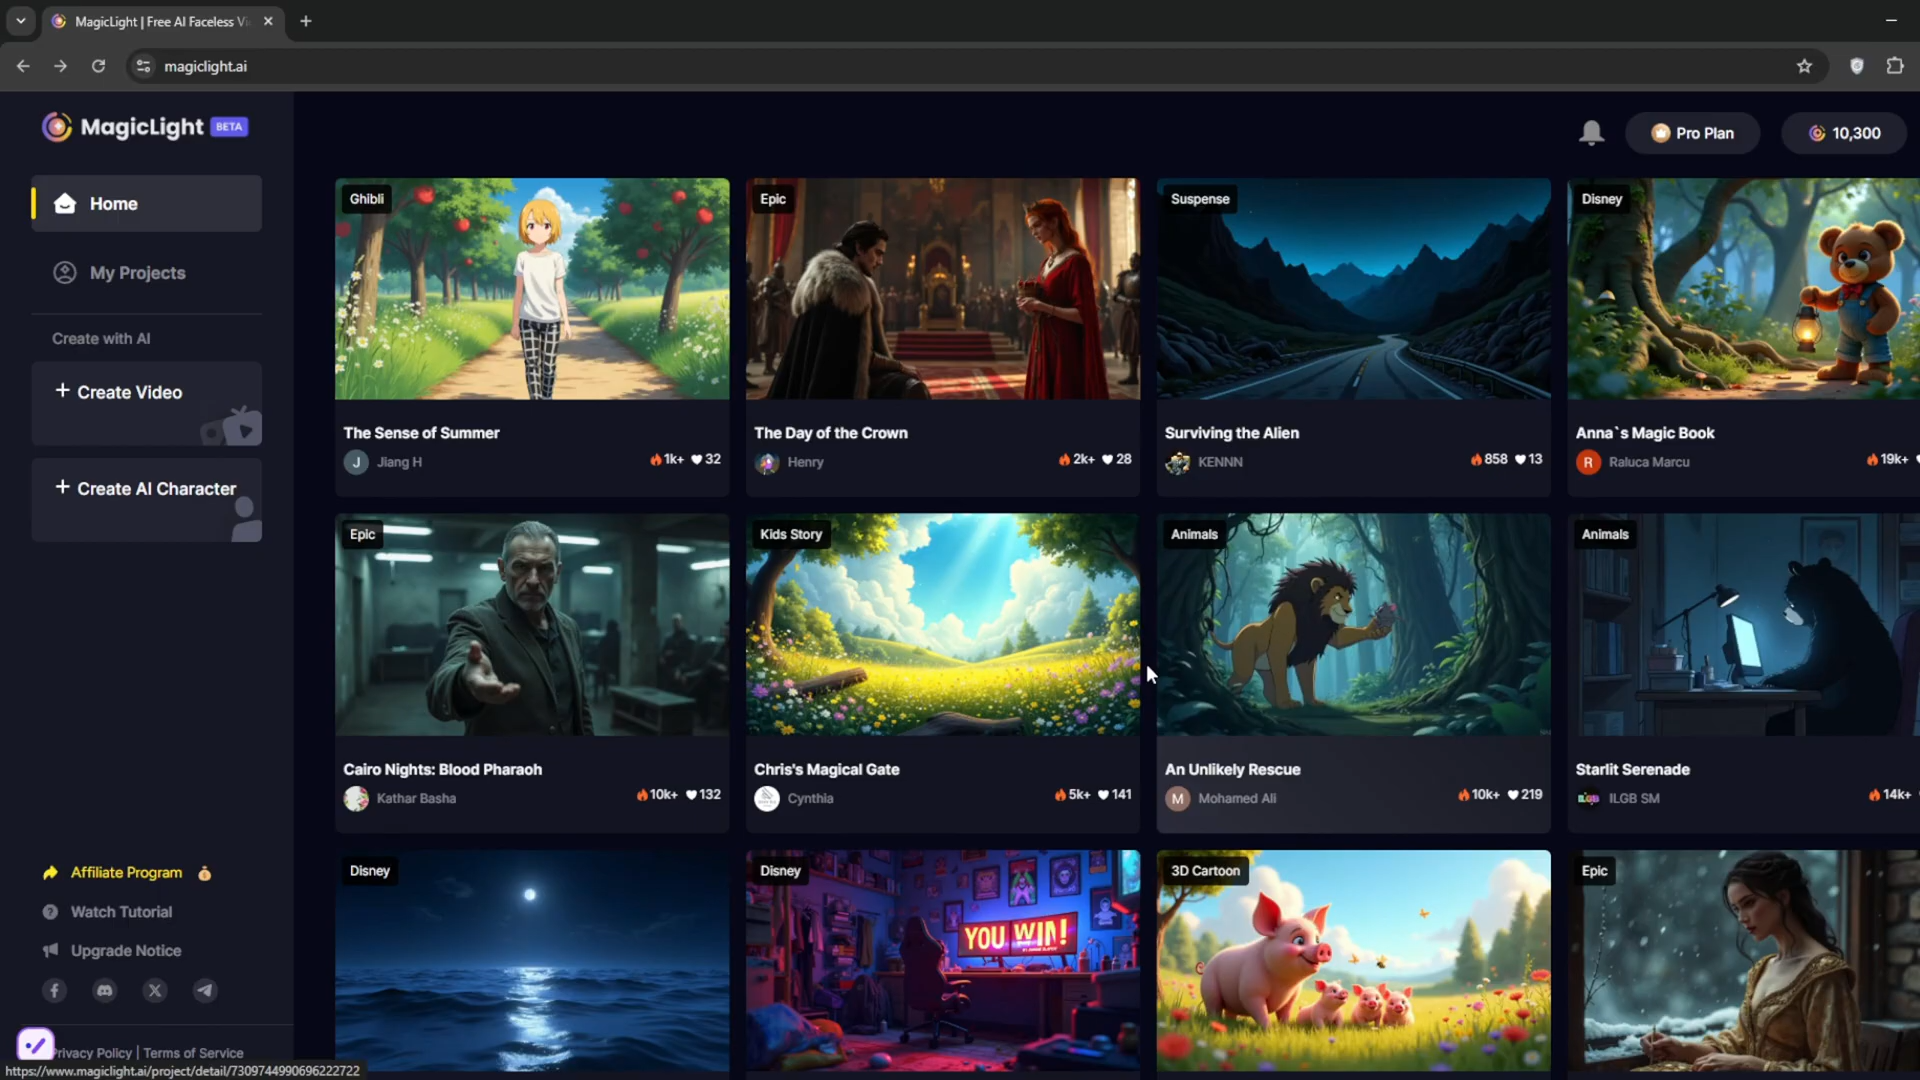 MagicLight | Free AI Faceless Vi
magiclight.ai
MagicLight BETA
Pro Plan
10,300
Home
My Projects
Create with AI
+ Create Video
+ Create AI Character
Affiliate Program
Watch Tutorial
Upgrade Notice
Privacy Policy | Terms of Service
https://www.magiclight.ai/project/detail/7309744990696222722
Ghibli
The Sense of Summer
J Jiang H 1k+ 32
Epic
The Day of the Crown
Henry 2k+ 28
Suspense
Surviving the Alien
KENNN 858 13
Disney
Anna`s Magic Book
R Raluca Marcu 19k+
Epic
Cairo Nights: Blood Pharaoh
Kathar Basha 10k+ 132
Kids Story
Chris's Magical Gate
Cynthia 5k+ 141
Animals
An Unlikely Rescue
M Mohamed Ali 10k+ 219
Animals
Starlit Serenade
ILGB SM 14k+
Disney
Disney
YOU WIN!
3D Cartoon
Epic